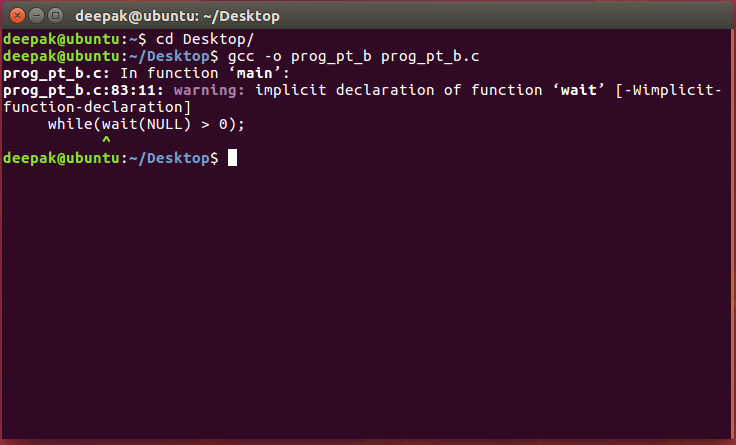 deepak@ubuntu: ~/Desktop
deepak@ubuntu:~$ cd Desktop/
deepak@ubuntu:~/Desktop$ gcc -o prog_pt_b prog_pt_b.c
prog_pt_b.c: In function ‘main’:
prog_pt_b.c:83:11: warning: implicit declaration of function ‘wait’ [-Wimplicit-
function-declaration]
     while(wait(NULL) > 0);
           ^
deepak@ubuntu:~/Desktop$